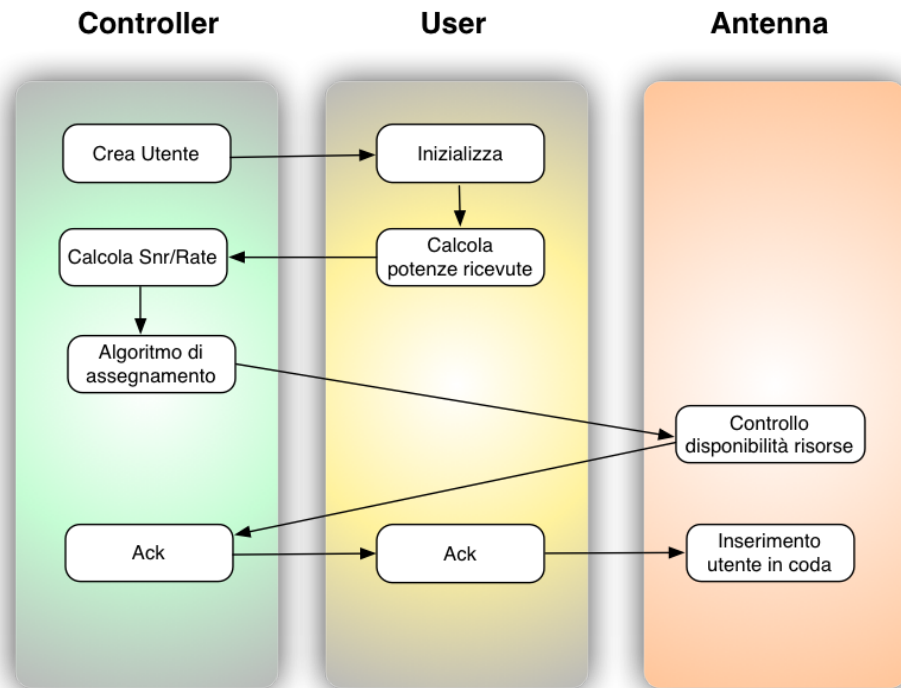 Controller
User
Antenna
Crea Utente
Inizializza
Calcola Snr/Rate
Calcola
potenze ricevute
Algoritmo di
assegnamento
Controllo
disponibilità risorse
Ack
Ack
Inserimento
utente in coda